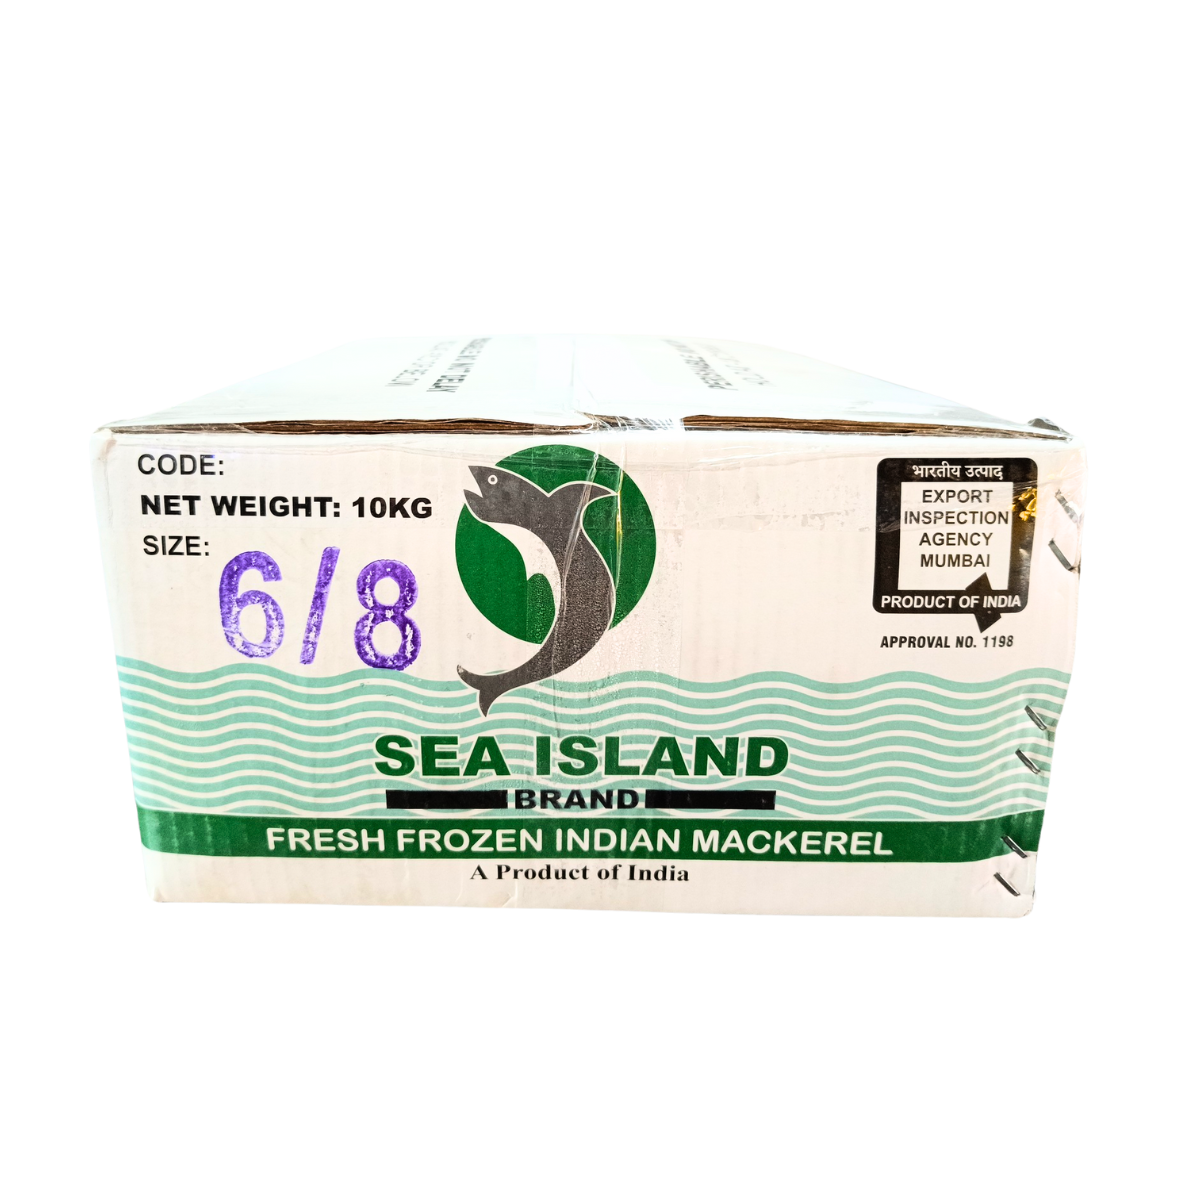 CODE:
NET WEIGHT: 10KG
SIZE: 6/8
भारतीय उत्पाद
EXPORT
INSPECTION
AGENCY
MUMBAI
PRODUCT OF INDIA
APPROVAL NO. 1198
SEA ISLAND
BRAND
FRESH FROZEN INDIAN MACKEREL
A Product of India